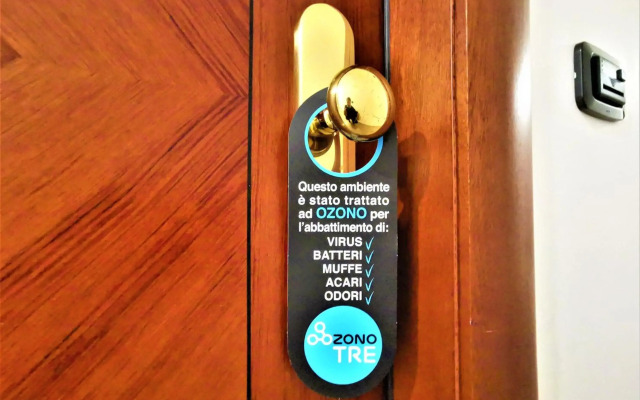 Questo ambiente
è stato trattato
ad OZONO per
l'abbattimento di:
VIRUS ✓
BATTERI ✓
MUFFE ✓
ACARI ✓
ODORI ✓
OZONO
TRE